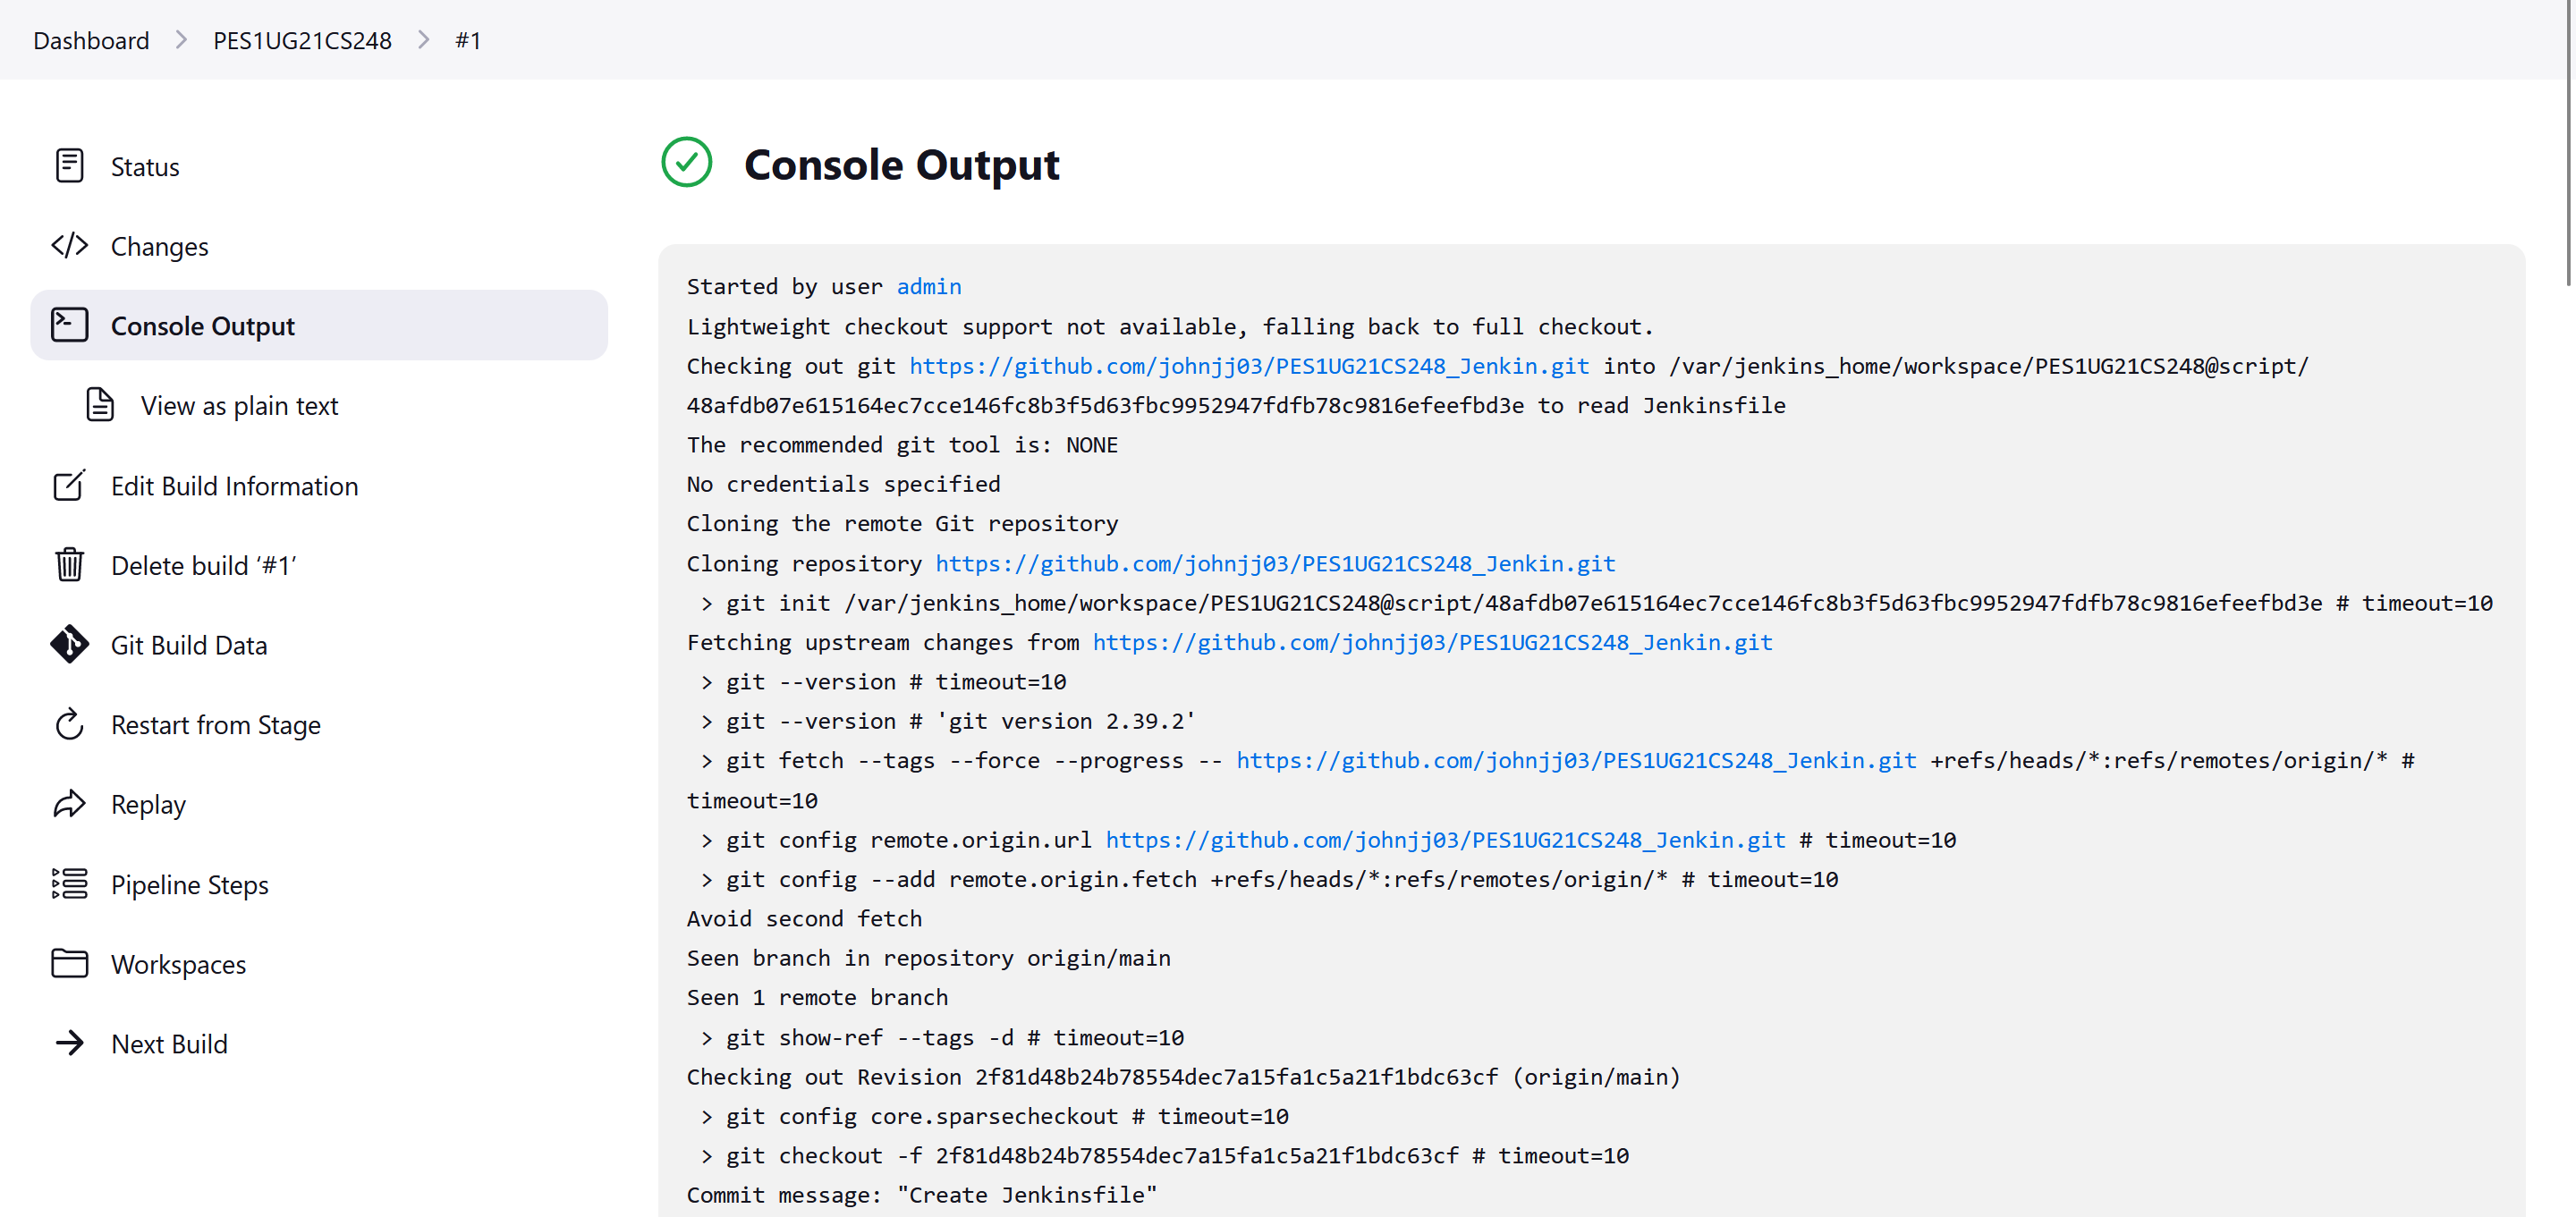 Dashboard > PES1UG21CS248 > #1
Status
Changes
Console Output
View as plain text
Edit Build Information
Delete build ‘#1’
Git Build Data
Restart from Stage
Replay
Pipeline Steps
Workspaces
Next Build
Console Output
Started by user admin
Lightweight checkout support not available, falling back to full checkout.
Checking out git https://github.com/johnjj03/PES1UG21CS248_Jenkin.git into /var/jenkins_home/workspace/PES1UG21CS248@script/
48afdb07e615164ec7cce146fc8b3f5d63fbc9952947fdfb78c9816efeefbd3e to read Jenkinsfile
The recommended git tool is: NONE
No credentials specified
Cloning the remote Git repository
Cloning repository https://github.com/johnjj03/PES1UG21CS248_Jenkin.git
 > git init /var/jenkins_home/workspace/PES1UG21CS248@script/48afdb07e615164ec7cce146fc8b3f5d63fbc9952947fdfb78c9816efeefbd3e # timeout=10
Fetching upstream changes from https://github.com/johnjj03/PES1UG21CS248_Jenkin.git
 > git --version # timeout=10
 > git --version # 'git version 2.39.2'
 > git fetch --tags --force --progress -- https://github.com/johnjj03/PES1UG21CS248_Jenkin.git +refs/heads/*:refs/remotes/origin/* #
timeout=10
 > git config remote.origin.url https://github.com/johnjj03/PES1UG21CS248_Jenkin.git # timeout=10
 > git config --add remote.origin.fetch +refs/heads/*:refs/remotes/origin/* # timeout=10
Avoid second fetch
Seen branch in repository origin/main
Seen 1 remote branch
 > git show-ref --tags -d # timeout=10
Checking out Revision 2f81d48b24b78554dec7a15fa1c5a21f1bdc63cf (origin/main)
 > git config core.sparsecheckout # timeout=10
 > git checkout -f 2f81d48b24b78554dec7a15fa1c5a21f1bdc63cf # timeout=10
Commit message: "Create Jenkinsfile"